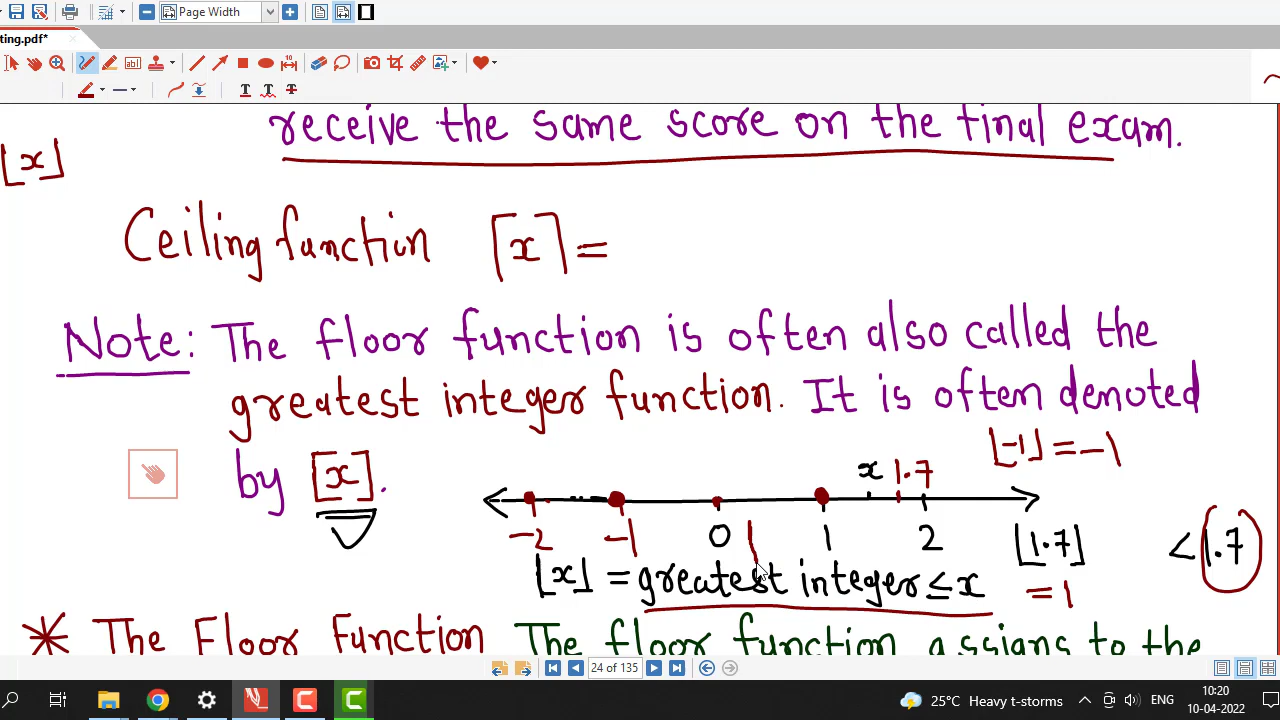 Page Width
ting.pdf*
receive the same score on the final exam.
⌊x⌋
Ceiling function ⌈x⌉ =
Note: The floor function is often also called the
greatest integer function. It is often denoted
by [x].
⌊-1⌋ = -1
x 1.7
-2 -1 0 1 2 ⌊1.7⌋ < 1.7
⌊x⌋ = greatest integer ≤ x = 1
* The Floor Function The floor function assigns to the
24 of 135
25°C Heavy t-storms ENG 10:20
10-04-2022